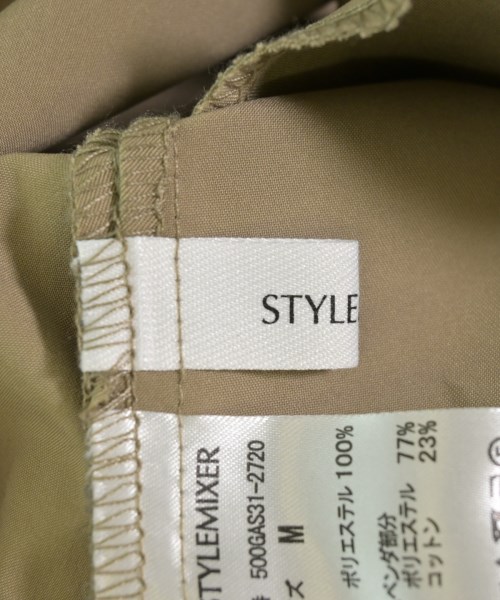 STYLE
STYLEMIXER
500GAS31-2720
ズ M
ポリエステル 100%
ペンダ部分
ポリエステル 77%
コットン 23%